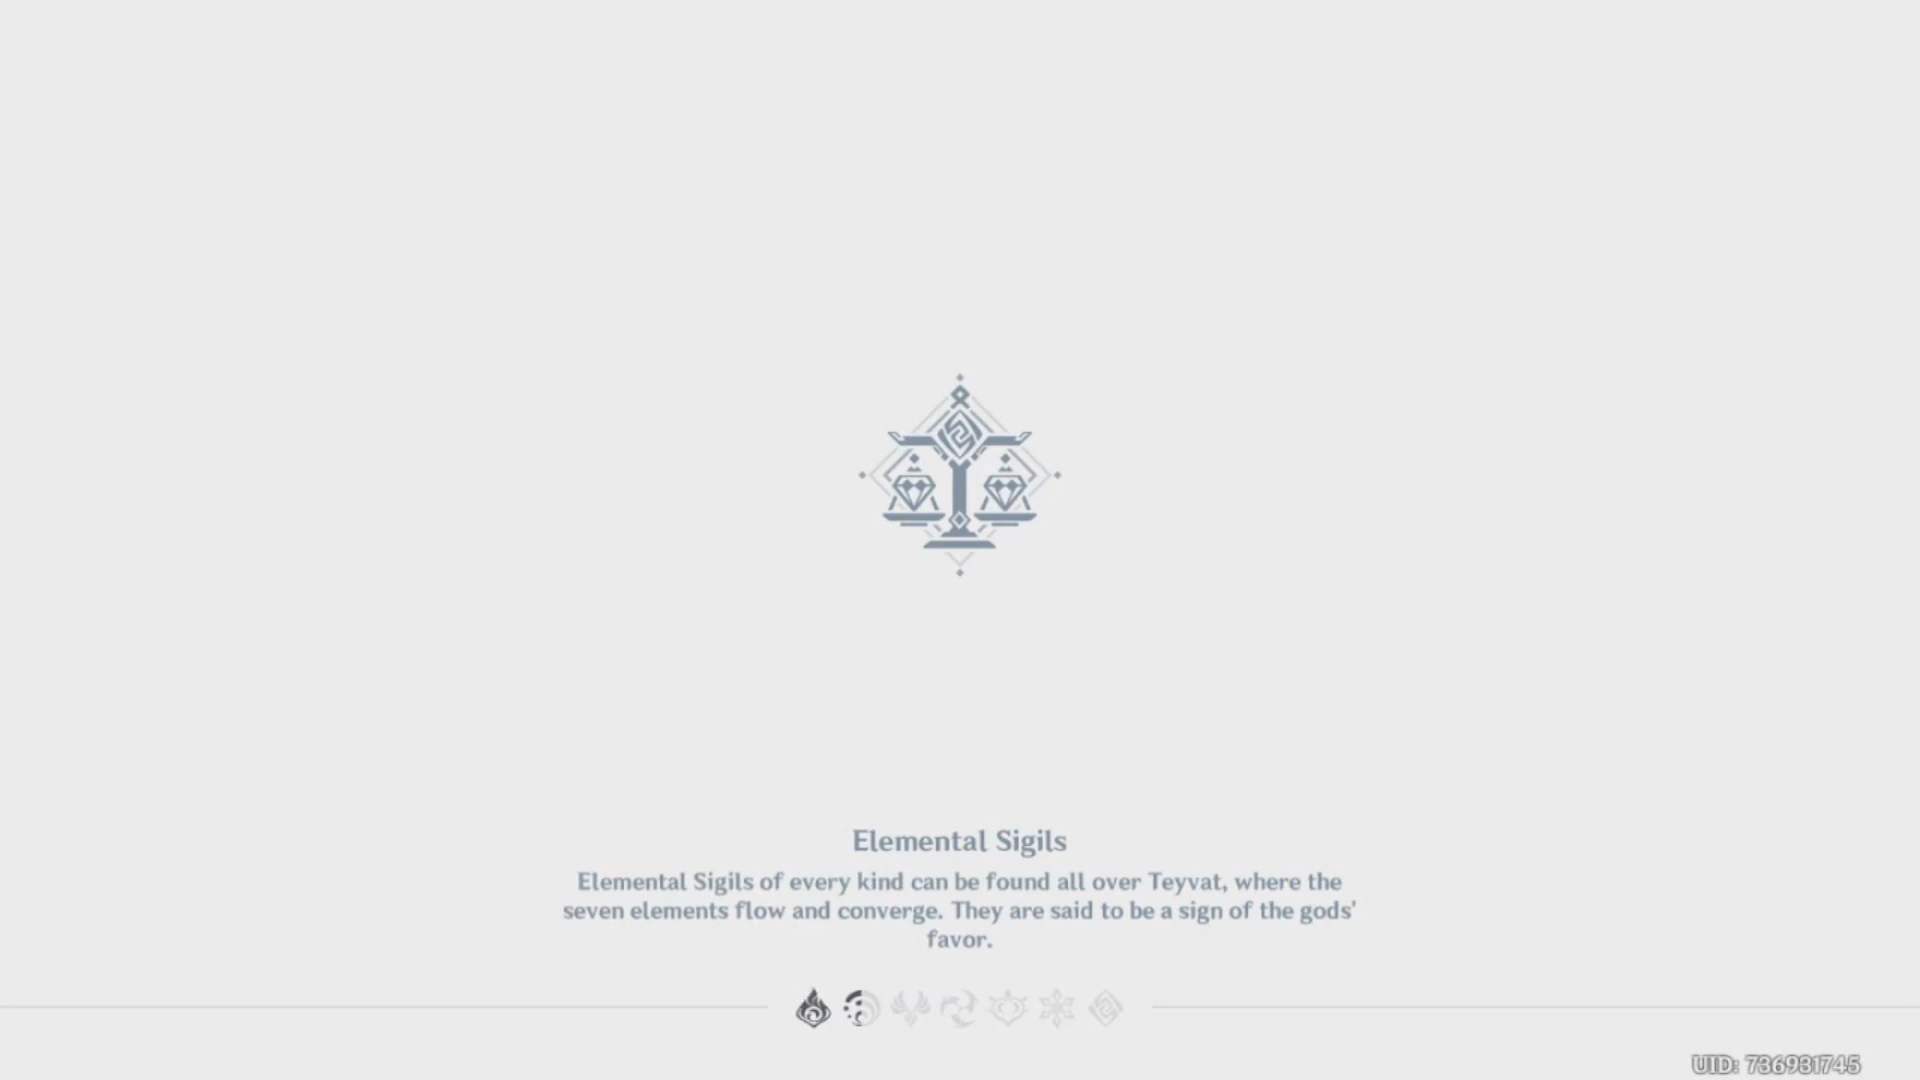 Elemental Sigils
Elemental Sigils of every kind can be found all over Teyvat, where the
seven elements flow and converge. They are said to be a sign of the gods'
favor.
UID: 736931745